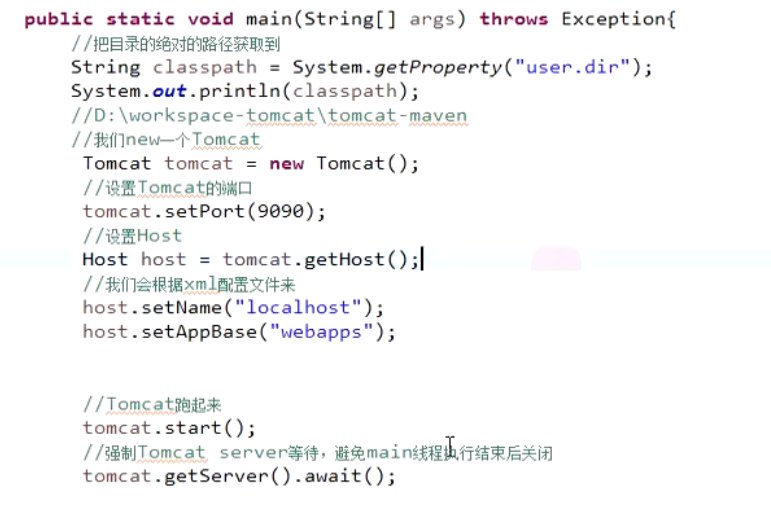 public static void main(String[] args) throws Exception{
//把目录的绝对的路径获取到
String classpath = System.getProperty("user.dir");
System.out.println(classpath);
//D:\workspace-tomcat\tomcat-maven
//我们new一个Tomcat
Tomcat tomcat = new Tomcat();
//设置Tomcat的端口
tomcat.setPort(9090);
//设置Host
Host host = tomcat.getHost();
//我们会根据xml配置文件来
host.setName("localhost");
host.setAppBase("webapps");
//Tomcat跑起来
tomcat.start();
//强制Tomcat server等待，避免main线程执行结束后关闭
tomcat.getServer().await();